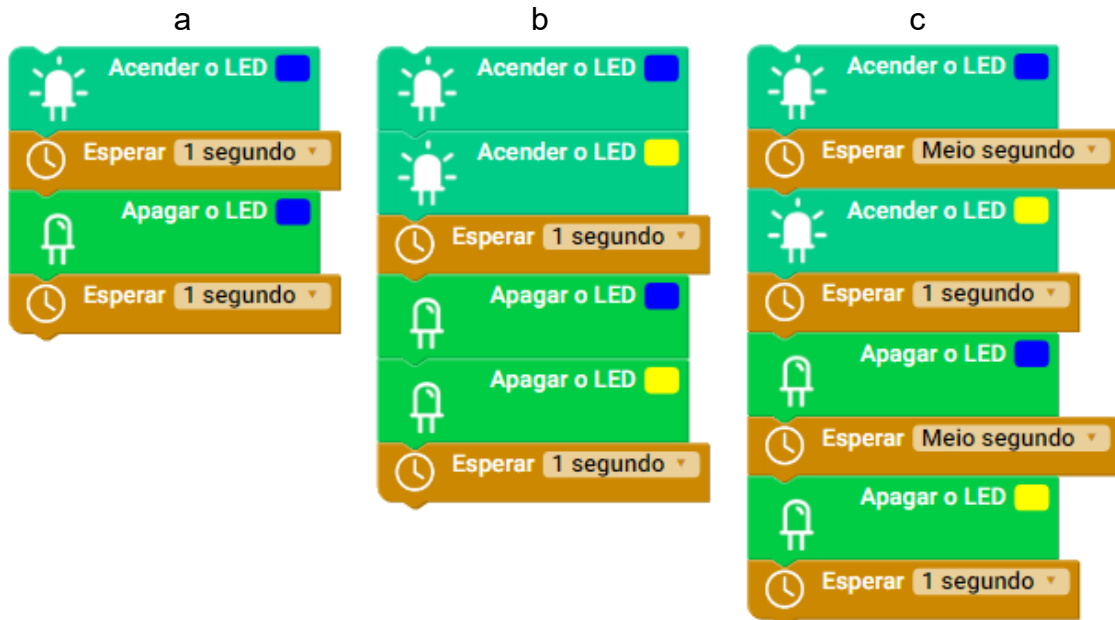 a
Acender o LED
Esperar 1 segundo
Apagar o LED
Esperar 1 segundo
b
Acender o LED
Acender o LED
Esperar 1 segundo
Apagar o LED
Apagar o LED
Esperar 1 segundo
c
Acender o LED
Esperar Meio segundo
Acender o LED
Esperar 1 segundo
Apagar o LED
Esperar Meio segundo
Apagar o LED
Esperar 1 segundo